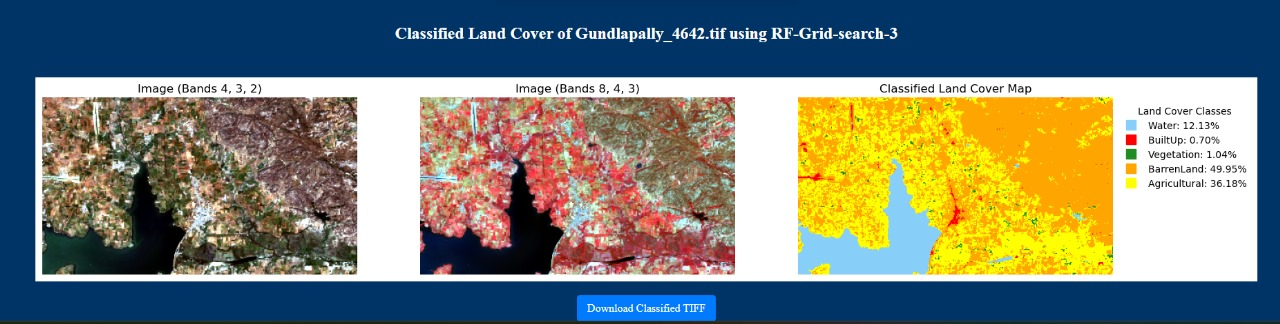 Classified Land Cover of Gundlapally_4642.tif using RF-Grid-search-3
Image (Bands 4, 3, 2)
Image (Bands 8, 4, 3)
Classified Land Cover Map
Land Cover Classes
Water: 12.13%
BuiltUp: 0.70%
Vegetation: 1.04%
BarrenLand: 49.95%
Agricultural: 36.18%
Download Classified TIFF